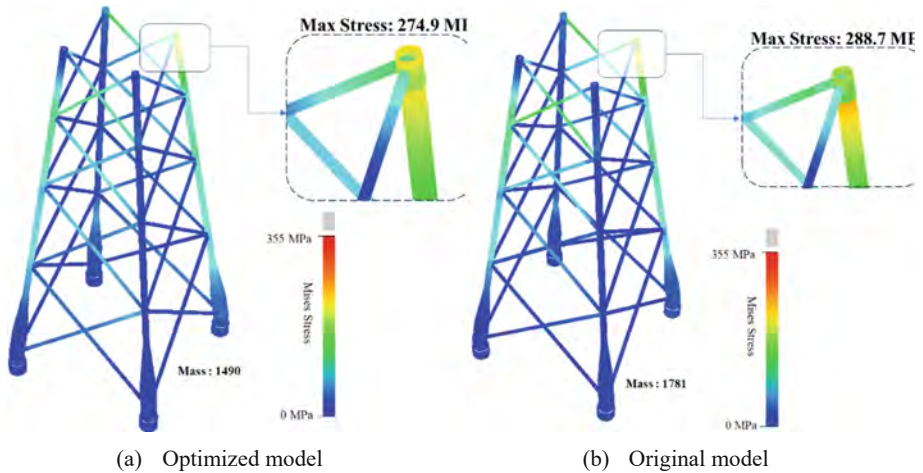 Max Stress: 274.9 MI
355 MPa
Mises Stress
0 MPa
Mass : 1490
(a) Optimized model
Max Stress: 288.7 MF
355 MPa
Mises Stress
0 MPa
Mass : 1781
(b) Original model